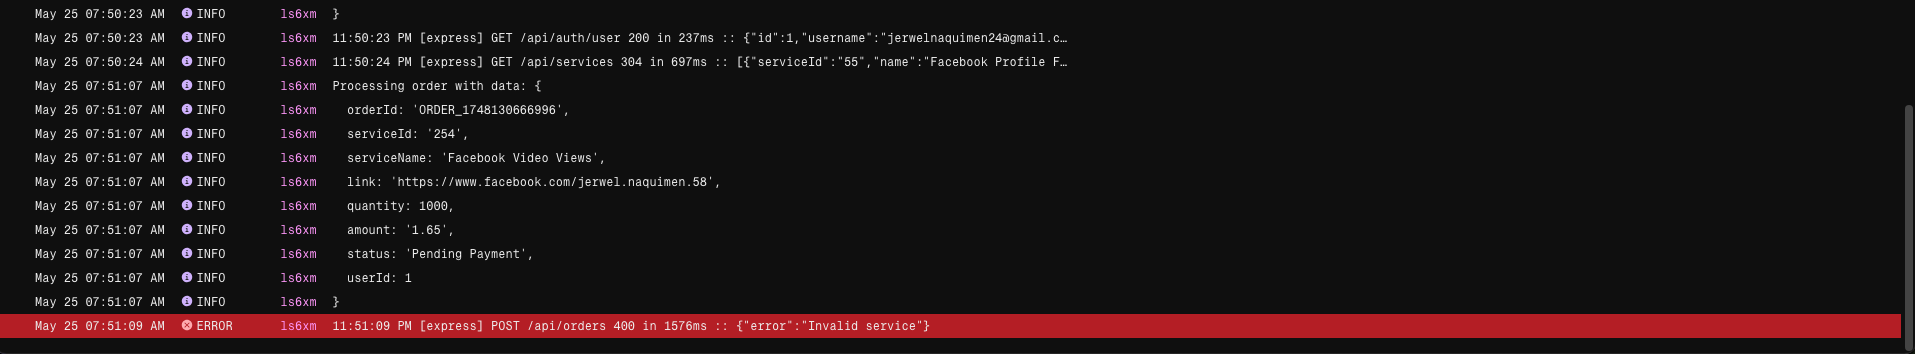 May 25 07:50:23 AM INFO ls6xm }
May 25 07:50:23 AM INFO ls6xm 11:50:23 PM [express] GET /api/auth/user 200 in 237ms :: {"id":1,"username":"jerwelnaquimen24@gmail.c…
May 25 07:50:24 AM INFO ls6xm 11:50:24 PM [express] GET /api/services 304 in 697ms :: [{"serviceId":"55","name":"Facebook Profile F…
May 25 07:51:07 AM INFO ls6xm Processing order with data: {
May 25 07:51:07 AM INFO ls6xm orderId: 'ORDER_1748130666996',
May 25 07:51:07 AM INFO ls6xm serviceId: '254',
May 25 07:51:07 AM INFO ls6xm serviceName: 'Facebook Video Views',
May 25 07:51:07 AM INFO ls6xm link: 'https://www.facebook.com/jerwel.naquimen.58',
May 25 07:51:07 AM INFO ls6xm quantity: 1000,
May 25 07:51:07 AM INFO ls6xm amount: '1.65',
May 25 07:51:07 AM INFO ls6xm status: 'Pending Payment',
May 25 07:51:07 AM INFO ls6xm userId: 1
May 25 07:51:07 AM INFO ls6xm }
May 25 07:51:09 AM ERROR ls6xm 11:51:09 PM [express] POST /api/orders 400 in 1576ms :: {"error":"Invalid service"}